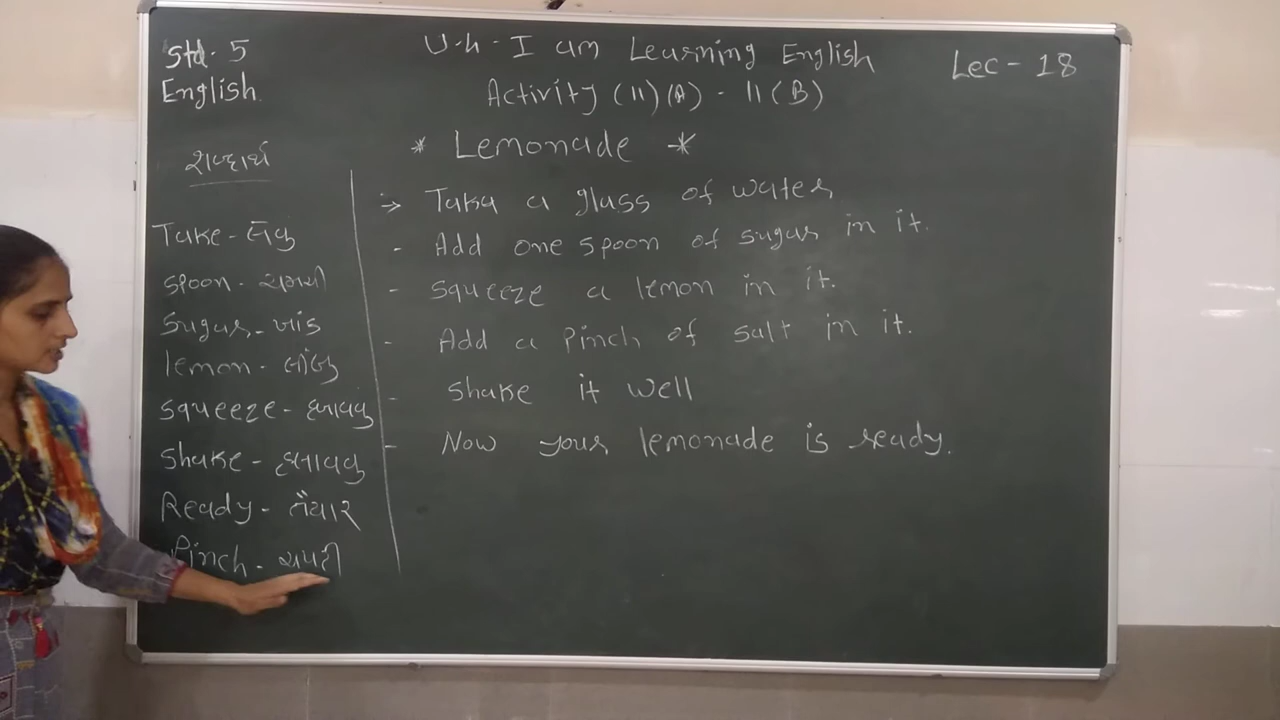 Std. 5
English
U.h - I am Learning English
Activity (11) (A) - 11 (B)
Lec - 18
* Lemonade *
શબ્દાર્થ
Take - લેવું
Spoon - ચમચી
Sugar - ખાંડ
lemon - લીંબુ
Squeeze - દબાવવું
Shake - હલાવવું
Ready - તૈયાર
Pinch - ચપટી
→ Take a glass of water
- Add one spoon of sugar in it.
- Squeeze a lemon in it.
- Add a Pinch of salt in it.
- Shake it well
- Now your lemonade is ready.